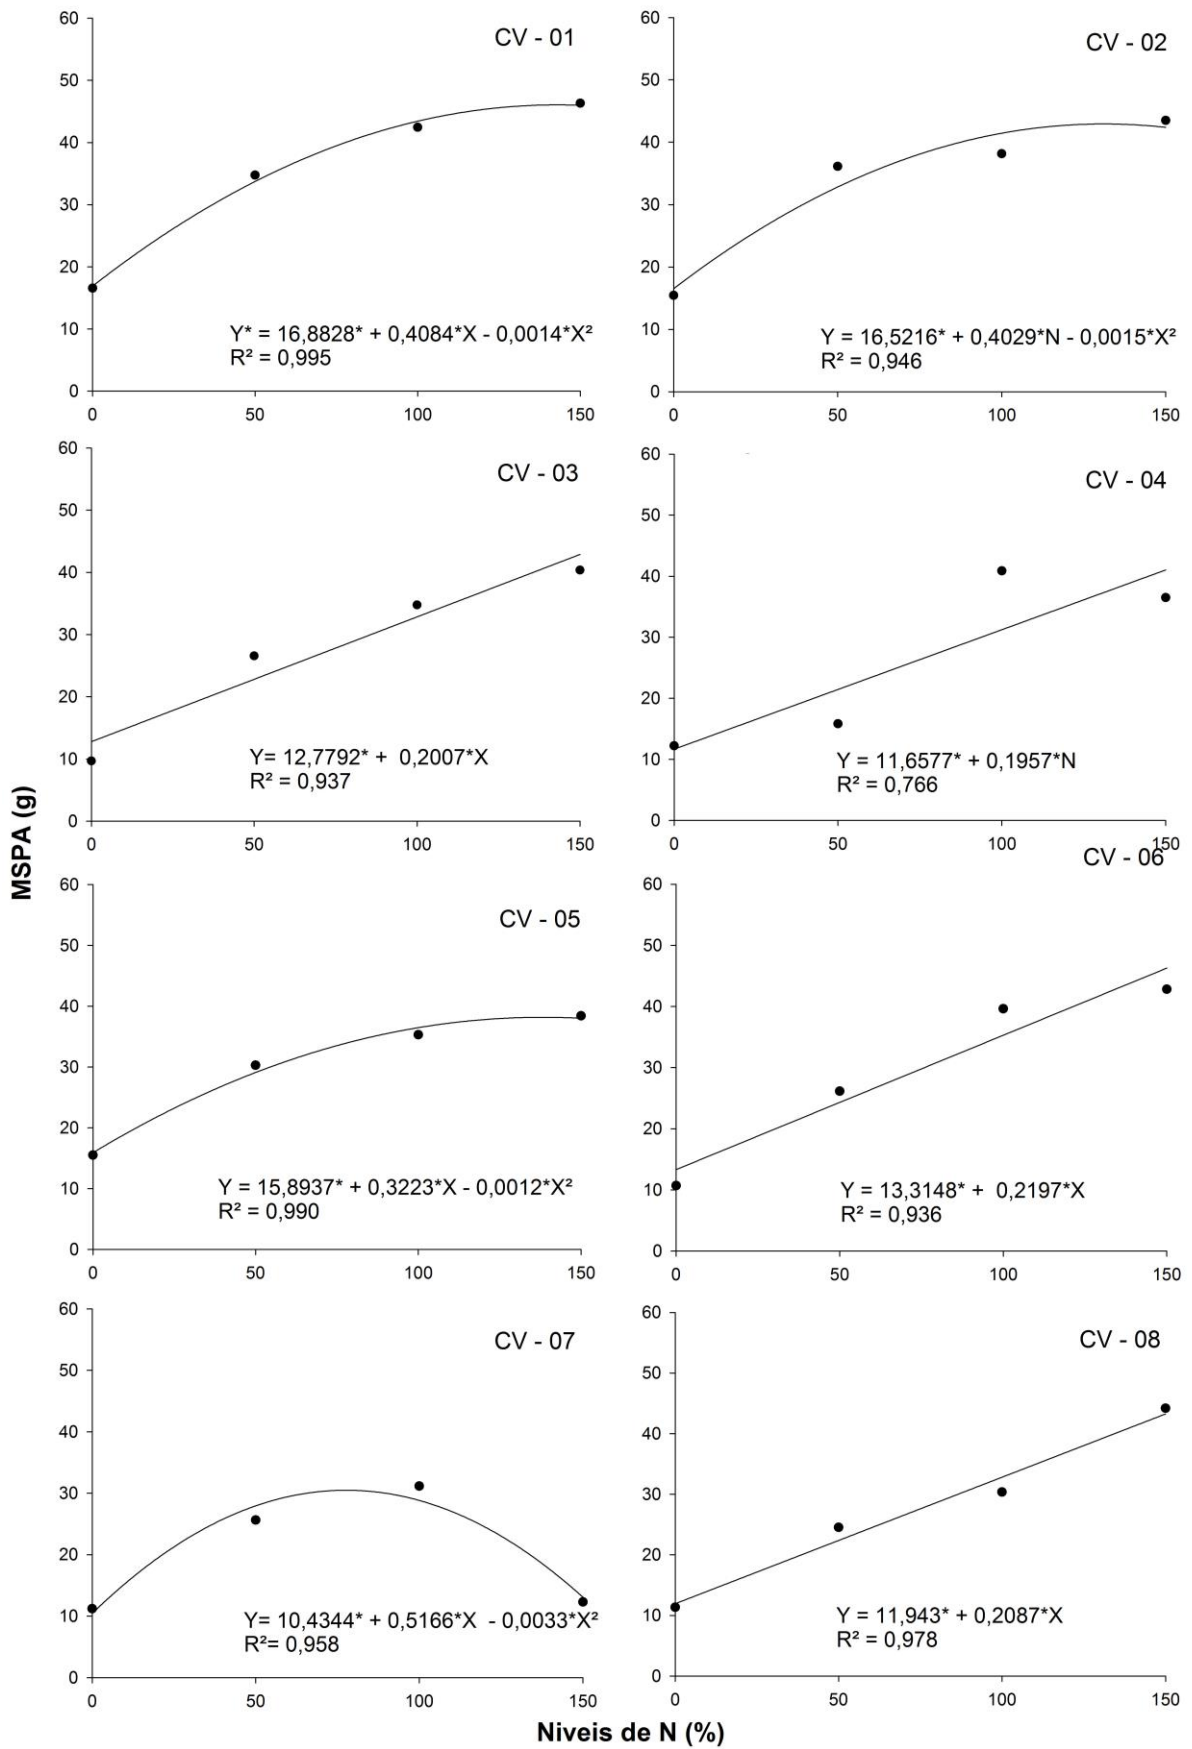 CV - 01
60
50
40
30
20
10
0
Y* = 16,8828* + 0,4084*X - 0,0014*X²
R² = 0,995
0 50 100 150
CV - 02
60
50
40
30
20
10
0
Y = 16,5216* + 0,4029*N - 0,0015*X²
R² = 0,946
0 50 100 150
CV - 03
60
50
40
30
20
10
0
Y= 12,7792* + 0,2007*X
R² = 0,937
0 50 100 150
CV - 04
60
50
40
30
20
10
0
Y = 11,6577* + 0,1957*N
R² = 0,766
0 50 100 150
MSPA (g)
CV - 05
60
50
40
30
20
10
0
Y = 15,8937* + 0,3223*X - 0,0012*X²
R² = 0,990
0 50 100 150
CV - 06
60
50
40
30
20
10
0
Y = 13,3148* + 0,2197*X
R² = 0,936
0 50 100 150
CV - 07
60
50
40
30
20
10
0
Y= 10,4344* + 0,5166*X - 0,0033*X²
R²= 0,958
0 50 100 150
CV - 08
60
50
40
30
20
10
0
Y = 11,943* + 0,2087*X
R² = 0,978
0 50 100 150
Niveis de N (%)